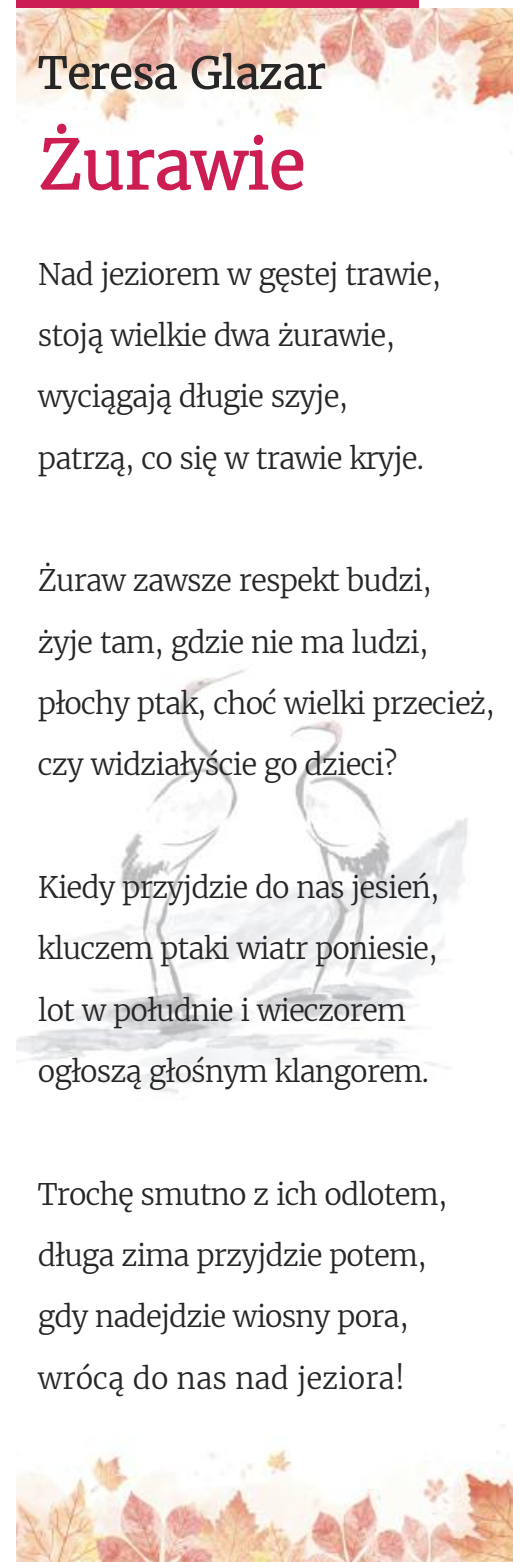 Teresa Glazar
Żurawie
Nad jeziorem w gęstej trawie,
stoją wielkie dwa żurawie,
wyciągają długie szyje,
patrzą, co się w trawie kryje.
Żuraw zawsze respekt budzi,
żyje tam, gdzie nie ma ludzi,
płochy ptak, choć wielki przecież,
czy widziałyście go dzieci?
Kiedy przyjdzie do nas jesień,
kluczem ptaki wiatr poniesie,
lot w południe i wieczorem
ogłoszą głośnym klangorem.
Trochę smutno z ich odlotem,
długa zima przyjdzie potem,
gdy nadejdzie wiosny pora,
wrócą do nas nad jeziora!